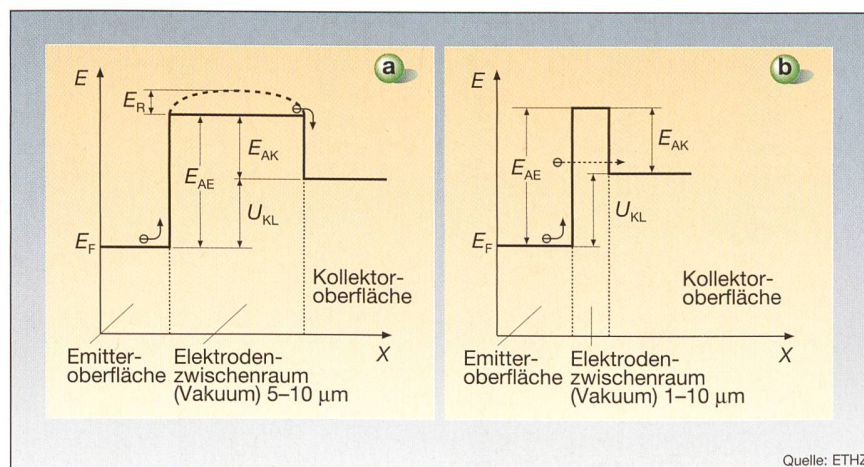 a
E
E_R
E_AK
E_AE
U_KL
E_F
Kollektor-
oberfläche
X
Emitter-
oberfläche
Elektroden-
zwischenraum
(Vakuum) 5–10 µm
b
E
E_AK
E_AE
U_KL
E_F
Kollektor-
oberfläche
X
Emitter-
oberfläche
Elektroden-
zwischenraum
(Vakuum) 1–10 µm
Quelle: ETHZ